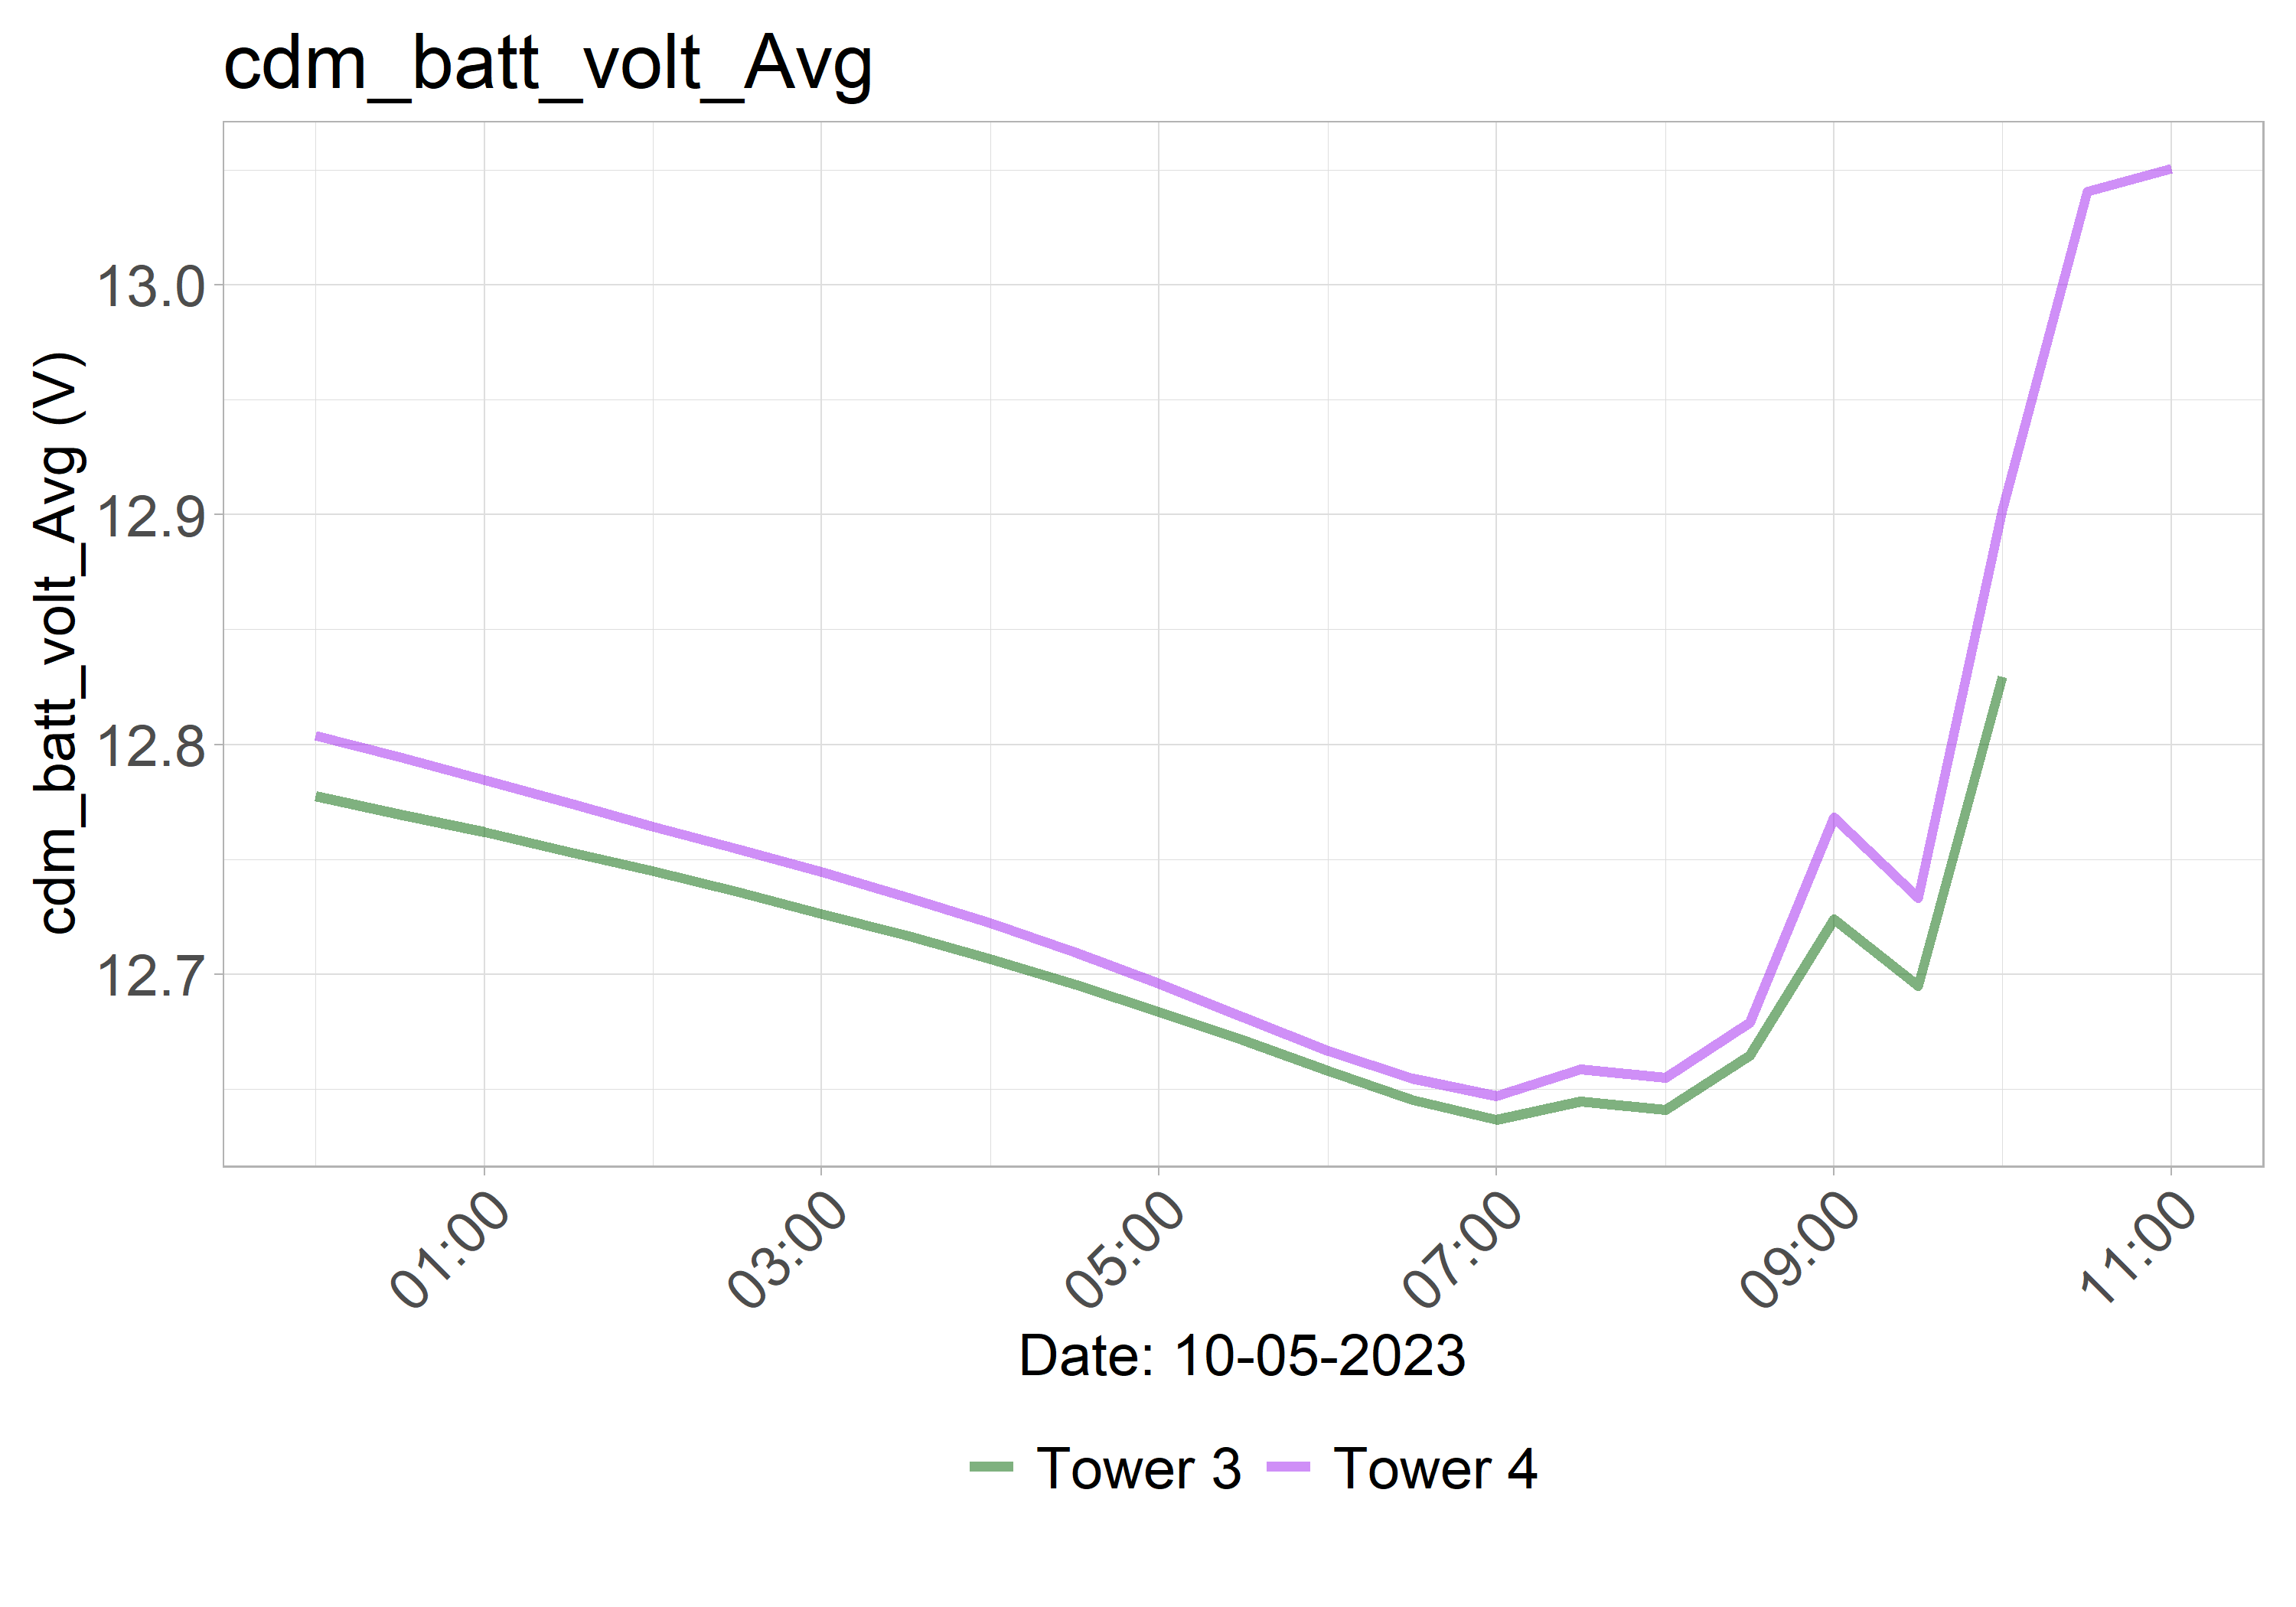 cdm_batt_volt_Avg
cdm_batt_volt_Avg (V)
13.0
12.9
12.8
12.7
01:00
03:00
05:00
07:00
09:00
11:00
Date: 10-05-2023
Tower 3 Tower 4